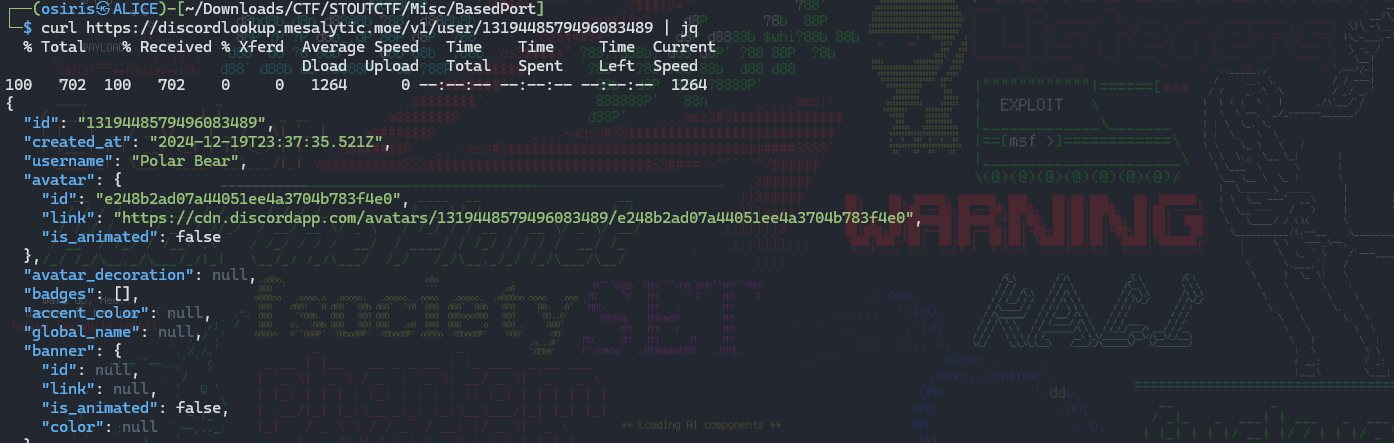 ┌──(osiris㉿ALICE)-[~/Downloads/CTF/STOUTCTF/Misc/BasedPort]
└─$ curl https://discordlookup.mesalytic.moe/v1/user/1319448579496083489 | jq
  % Total    % Received % Xferd  Average Speed   Time    Time     Time  Current
                                 Dload  Upload   Total   Spent    Left  Speed
100   702  100   702    0     0   1264      0 --:--:-- --:--:-- --:--:--  1264
{
  "id": "1319448579496083489",
  "created_at": "2024-12-19T23:37:35.521Z",
  "username": "Polar Bear",
  "avatar": {
    "id": "e248b2ad07a44051ee4a3704b783f4e0",
    "link": "https://cdn.discordapp.com/avatars/1319448579496083489/e248b2ad07a44051ee4a3704b783f4e0",
    "is_animated": false
  },
  "avatar_decoration": null,
  "badges": [],
  "accent_color": null,
  "global_name": null,
  "banner": {
    "id": null,
    "link": null,
    "is_animated": false,
    "color": null
EXPLOIT
[msf >]
WARNING
** Loading AI components **